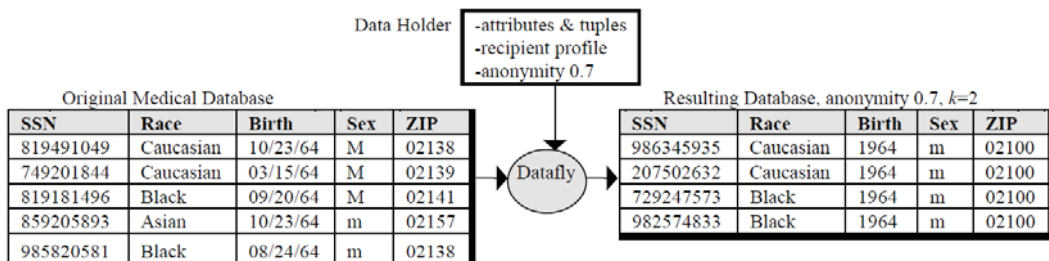 Data Holder
-attributes & tuples
-recipient profile
-anonymity 0.7
Original Medical Database
SSN Race Birth Sex ZIP
819491049 Caucasian 10/23/64 M 02138
749201844 Caucasian 03/15/64 M 02139
819181496 Black 09/20/64 M 02141
859205893 Asian 10/23/64 m 02157
985820581 Black 08/24/64 m 02138
Datafly
Resulting Database, anonymity 0.7, k=2
SSN Race Birth Sex ZIP
986345935 Caucasian 1964 m 02100
207502632 Caucasian 1964 m 02100
729247573 Black 1964 m 02100
982574833 Black 1964 m 02100